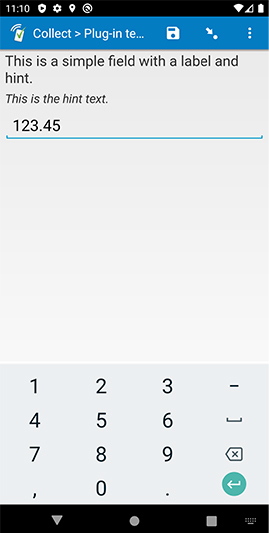 11:10
Collect > Plug-in te...
This is a simple field with a label and
hint.
This is the hint text.
123.45
1 2 3 -
4 5 6
7 8 9
, 0 .